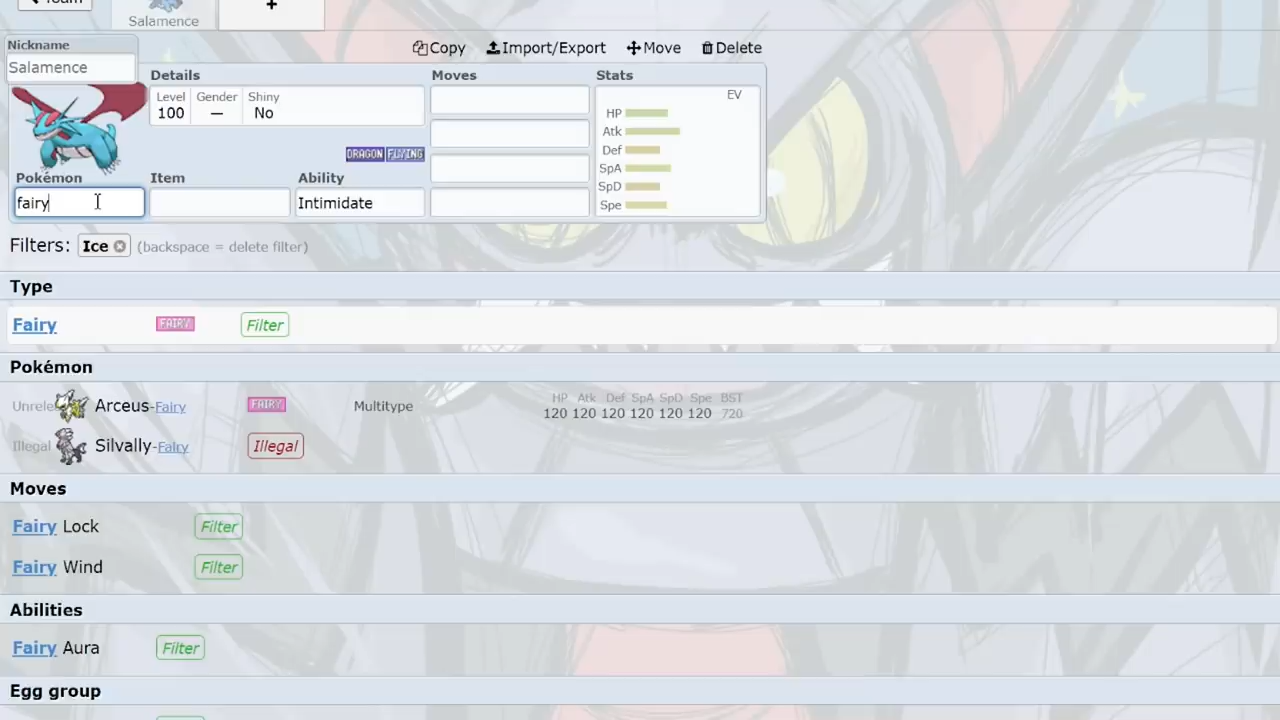 Team
Salamence
+
Nickname
Salamence
Copy Import/Export Move Delete
Details
Moves
Stats
Level
Gender
Shiny
100
—
No
EV
HP
Atk
Def
SpA
SpD
Spe
DRAGON FLYING
Pokémon
Item
Ability
fairy
Intimidate
Filters: Ice (backspace = delete filter)
Type
Fairy FAIRY Filter
Pokémon
HP Atk Def SpA SpD Spe BST
Unrele Arceus-Fairy FAIRY Multitype 120 120 120 120 120 120 720
Illegal Silvally-Fairy Illegal
Moves
Fairy Lock Filter
Fairy Wind Filter
Abilities
Fairy Aura Filter
Egg group